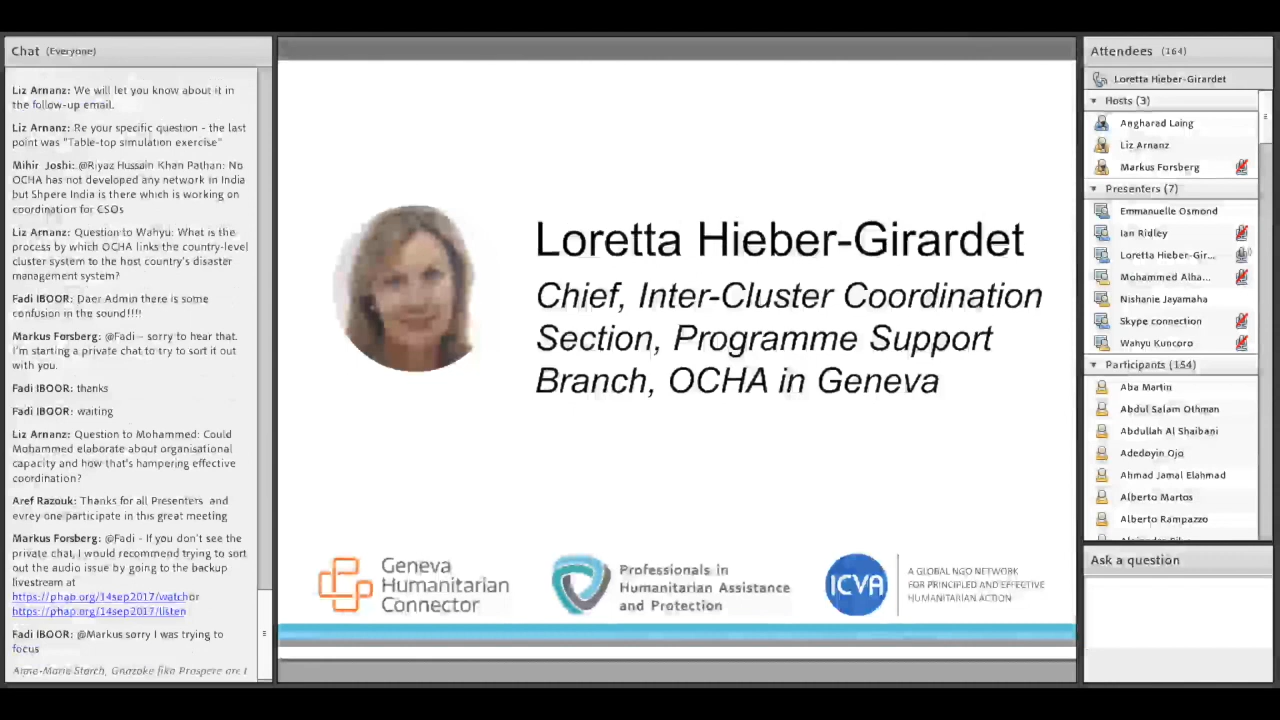 Chat (Everyone)
Liz Arnanz: We will let you know about it in
the follow-up email.
Liz Arnanz: Re your specific question - the last
point was "Table-top simulation exercise"
Mihir Joshi: @Riyaz Hussain Khan Pathan: No
OCHA has not developed any network in India
but Shpere India is there which is working on
coordination for CSOs
Liz Arnanz: Question to Wahyu: What is the
process by which OCHA links the country-level
cluster system to the host country's disaster
management system?
Fadi IBOOR: Daer Admin there is some
confusion in the sound!!!!
Markus Forsberg: @Fadi - sorry to hear that.
I'm starting a private chat to try to sort it out
with you.
Fadi IBOOR: thanks
Fadi IBOOR: waiting
Liz Arnanz: Question to Mohammed: Could
Mohammed elaborate about organisational
capacity and how that's hampering effective
coordination?
Aref Razouk: Thanks for all Presenters and
evrey one participate in this great meeting
Markus Forsberg: @Fadi - If you don't see the
private chat, I would recommend trying to sort
out the audio issue by going to the backup
livestream at
https://phap.org/14sep2017/watchor
https://phap.org/14sep2017/listen
Fadi IBOOR: @Markus sorry I was trying to
focus
Anna-Marie Storch, Gnazoke fika Prospere are t
Loretta Hieber-Girardet
Chief, Inter-Cluster Coordination
Section, Programme Support
Branch, OCHA in Geneva
Geneva
Humanitarian
Connector
Professionals in
Humanitarian Assistance
and Protection
ICVA
A GLOBAL NGO NETWORK
FOR PRINCIPLED AND EFFECTIVE
HUMANITARIAN ACTION
Attendees (164)
Loretta Hieber-Girardet
Hosts (3)
Angharad Laing
Liz Arnanz
Markus Forsberg
Presenters (7)
Emmanuelle Osmond
Ian Ridley
Loretta Hieber-Gir...
Mohammed Alha...
Nishanie Jayamaha
Skype connection
Wahyu Kuncoro
Participants (154)
Aba Martin
Abdul Salam Othman
Abdullah Al Shaibani
Adedoyin Ojo
Ahmad Jamal Elahmad
Alberto Martos
Alberto Rampazzo
Ask a question